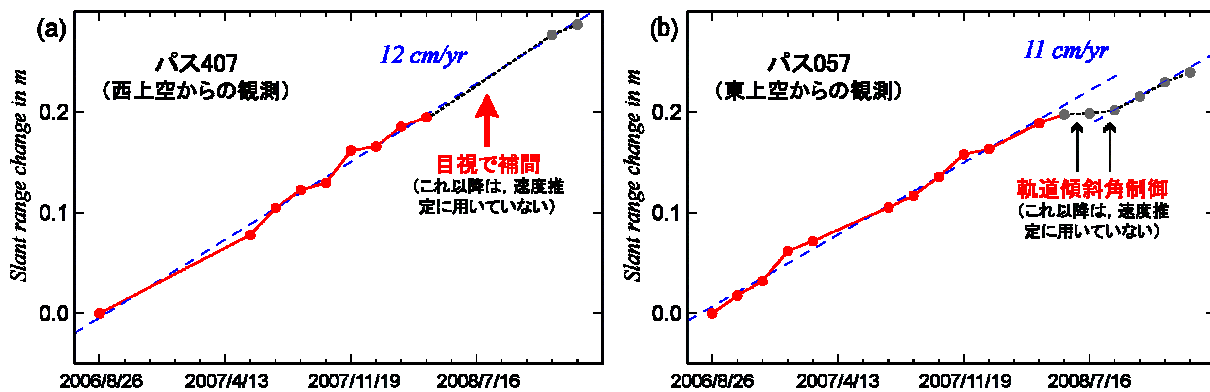 (a)
パス407
(西上空からの観測)
12 cm/yr
目視で補間
(これ以降は, 速度推
定に用いていない)
Slant range change in m
0.2
0.1
0.0
2006/8/26
2007/4/13
2007/11/19
2008/7/16
(b)
パス057
(東上空からの観測)
11 cm/yr
軌道傾斜角制御
(これ以降は, 速度推
定に用いていない)
Slant range change in m
0.2
0.1
0.0
2006/8/26
2007/4/13
2007/11/19
2008/7/16